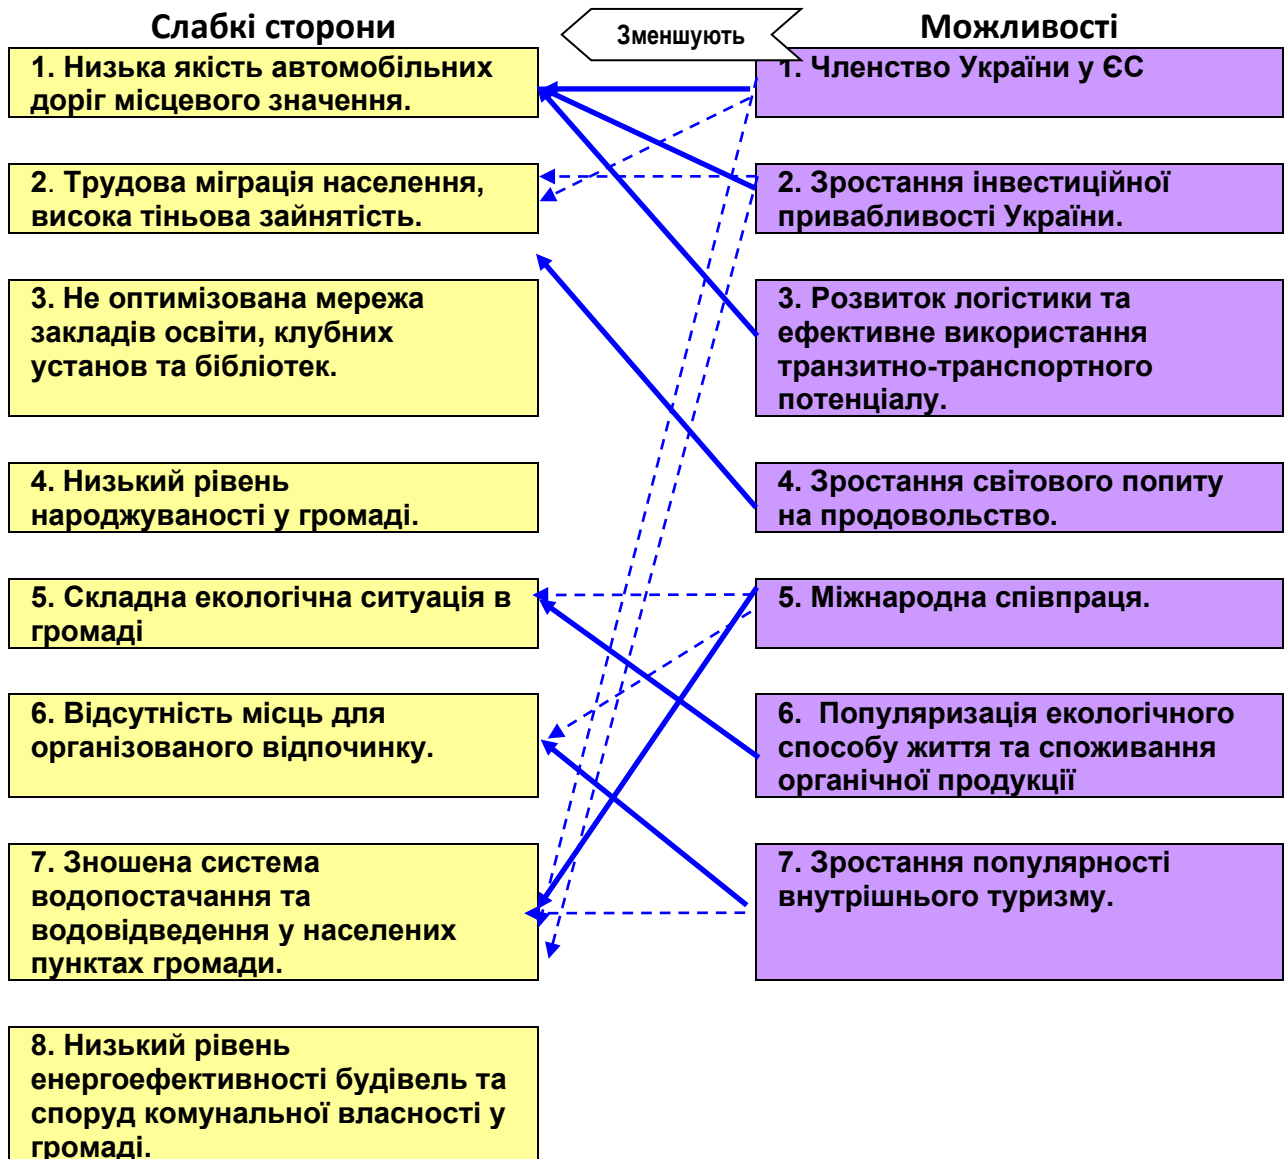 Слабкі сторони
Зменшують
Можливості
1. Низька якість автомобільних
доріг місцевого значення.
2. Трудова міграція населення,
висока тіньова зайнятість.
3. Не оптимізована мережа
закладів освіти, клубних
установ та бібліотек.
4. Низький рівень
народжуваності у громаді.
5. Складна екологічна ситуація в
громаді
6. Відсутність місць для
організованого відпочинку.
7. Зношена система
водопостачання та
водовідведення у населених
пунктах громади.
8. Низький рівень
енергоефективності будівель та
споруд комунальної власності у
громаді.
1. Членство України у ЄС
2. Зростання інвестиційної
привабливості України.
3. Розвиток логістики та
ефективне використання
транзитно-транспортного
потенціалу.
4. Зростання світового попиту
на продовольство.
5. Міжнародна співпраця.
6. Популяризація екологічного
способу життя та споживання
органічної продукції
7. Зростання популярності
внутрішнього туризму.